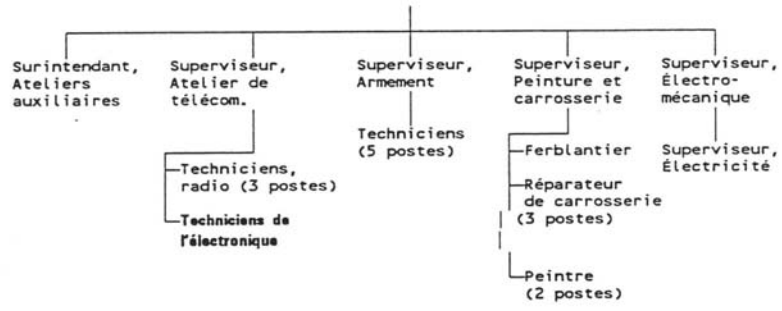 Surintendant,
Ateliers
auxiliaires
Superviseur,
Atelier de
télécom.
Techniciens,
radio (3 postes)
Techniciens de
l'électronique
Superviseur,
Armement
Techniciens
(5 postes)
Superviseur,
Peinture et
carrosserie
Ferblantier
Réparateur
de carrosserie
(3 postes)
Peintre
(2 postes)
Superviseur,
Électro-
mécanique
Superviseur,
Électricité